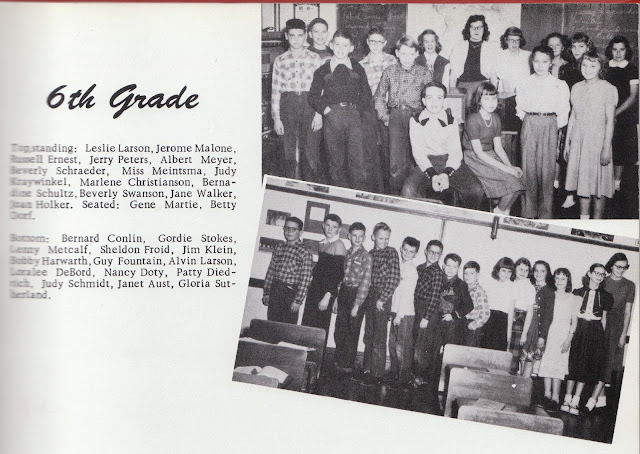 6th Grade
Top standing: Leslie Larson, Jerome Malone,
Russell Ernest, Jerry Peters, Albert Meyer,
Beverly Schraeder, Miss Meintsma, Judy
Kraywinkel, Marlene Christianson, Berna-
dine Schultz, Beverly Swanson, Jane Walker,
Jean Holker. Seated: Gene Martie, Betty
Dorf.
Bottom: Bernard Conlin, Gordie Stokes,
Lenny Metcalf, Sheldon Froid, Jim Klein,
Bobby Harwarth, Guy Fountain, Alvin Larson,
Loralee DeBord, Nancy Doty, Patty Died-
rich, Judy Schmidt, Janet Aust, Gloria Sut-
herland.